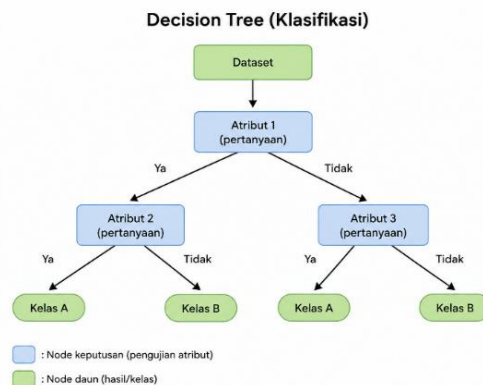 Decision Tree (Klasifikasi)
Dataset
Atribut 1
(pertanyaan)
Ya
Tidak
Atribut 2
(pertanyaan)
Atribut 3
(pertanyaan)
Ya
Tidak
Ya
Tidak
Kelas A
Kelas B
Kelas A
Kelas B
: Node keputusan (pengujian atribut)
: Node daun (hasil/kelas)